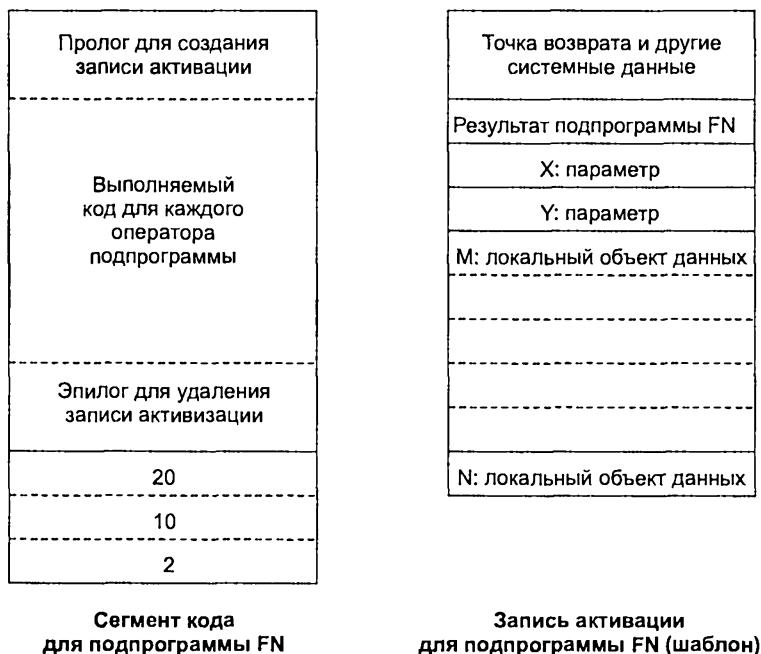 Пролог для создания
записи активации
Выполняемый
код для каждого
оператора
подпрограммы
Эпилог для удаления
записи активизации
20
10
2
Сегмент кода
для подпрограммы FN
Точка возврата и другие
системные данные
Результат подпрограммы FN
X: параметр
Y: параметр
M: локальный объект данных
N: локальный объект данных
Запись активации
для подпрограммы FN (шаблон)